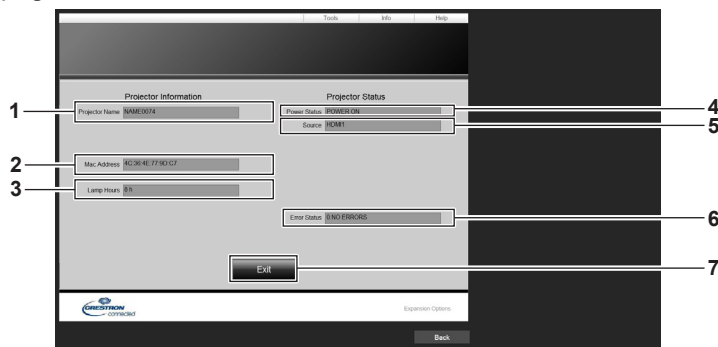 Tools Info Help
Projector Information Projector Status
1 Projector Name NAME0074 Power Status POWER ON 4
Source HDMI1 5
2 Mac Address 4C:36:4E:77:9D:C7
3 Lamp Hours 8 h
Error Status 0:NO ERRORS 6
Exit 7
CRESTRON connected Expansion Options
Back